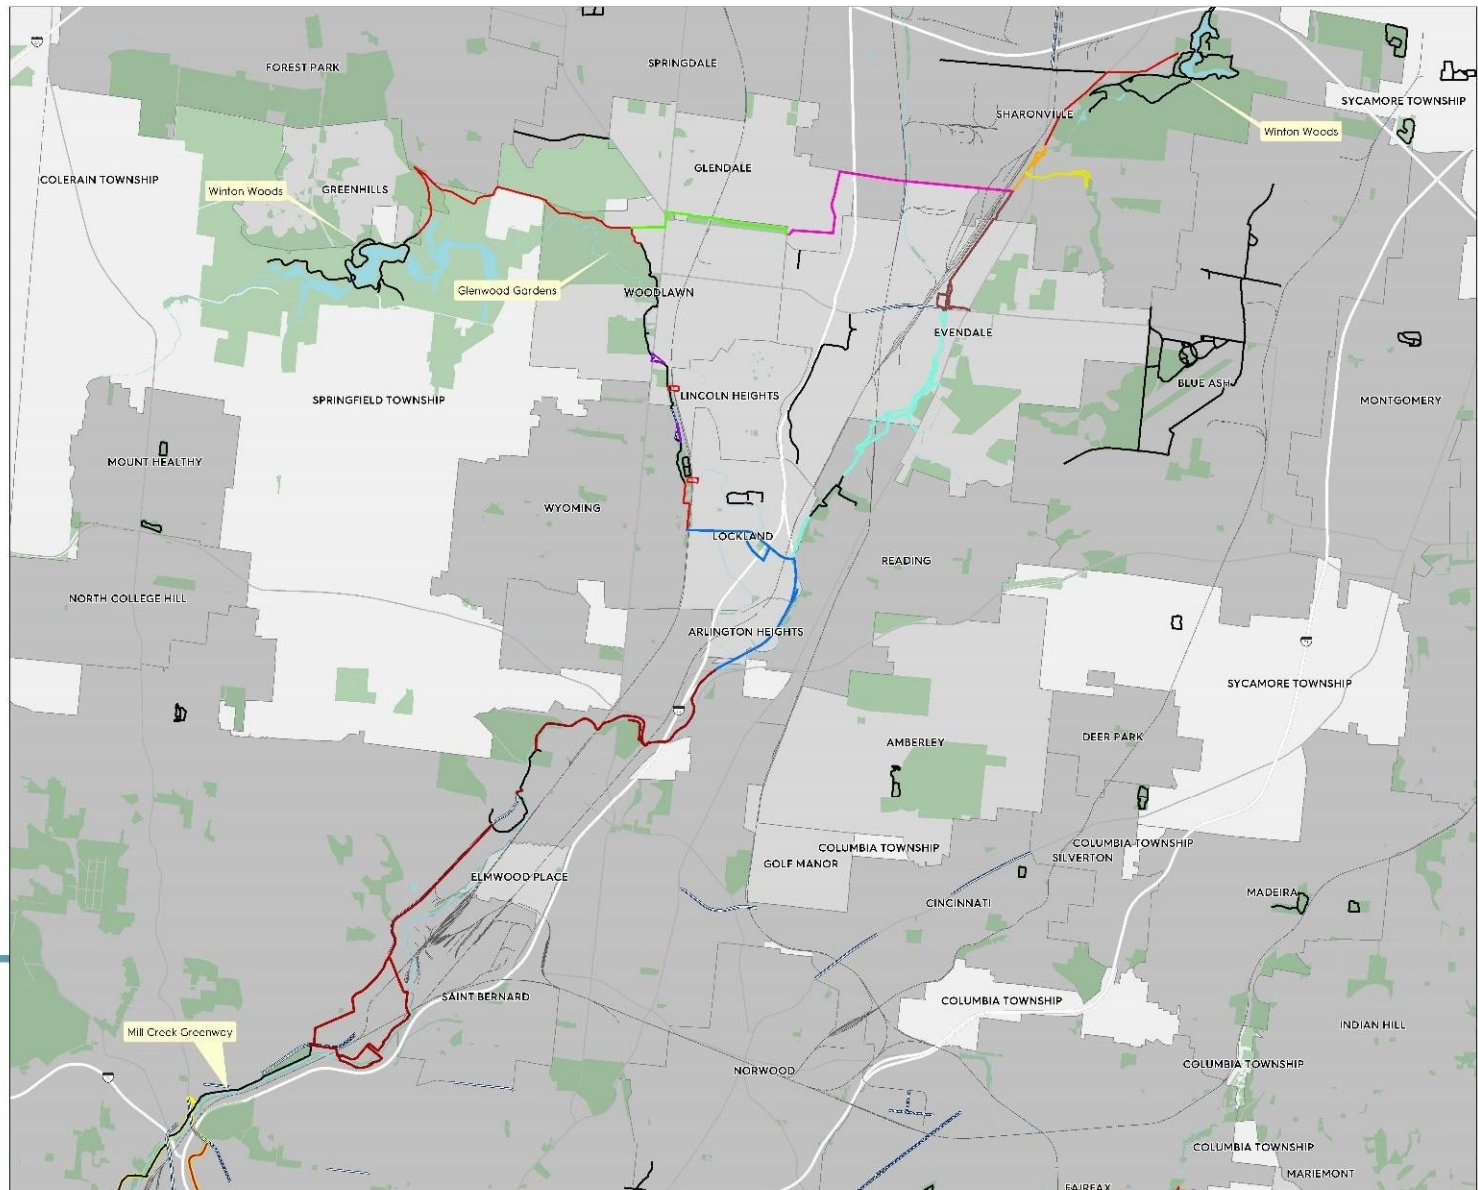 FOREST PARK
SPRINGDALE
SYCAMORE TOWNSHIP
SHARONVILLE
Winton Woods
GLENDALE
COLERAIN TOWNSHIP
Winton Woods
GREENHILLS
Glenwood Gardens
WOODLAWN
EVENDALE
BLUE ASH
LINCOLN HEIGHTS
SPRINGFIELD TOWNSHIP
MONTGOMERY
MOUNT HEALTHY
WYOMING
LOCKLAND
READING
NORTH COLLEGE HILL
ARLINGTON HEIGHTS
SYCAMORE TOWNSHIP
AMBERLEY
DEER PARK
COLUMBIA TOWNSHIP
COLUMBIA TOWNSHIP
SILVERTON
GOLF MANOR
ELMWOOD PLACE
MADEIRA
CINCINNATI
SAINT BERNARD
COLUMBIA TOWNSHIP
INDIAN HILL
Mill Creek Greenway
COLUMBIA TOWNSHIP
NORWOOD
COLUMBIA TOWNSHIP
MARIEMONT
FAIRFAX